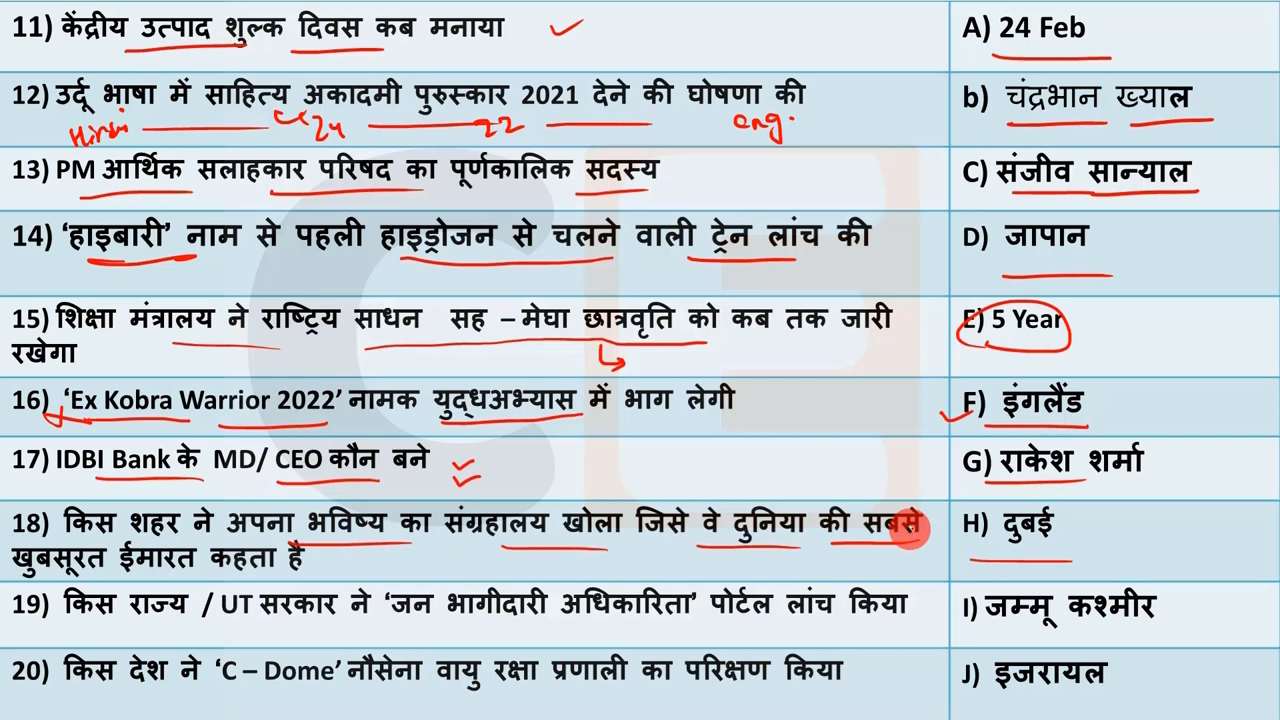 11) केंद्रीय उत्पाद शुल्क दिवस कब मनाया
A) 24 Feb
12) उर्दू भाषा में साहित्य अकादमी पुरुस्कार 2021 देने की घोषणा की
b) चंद्रभान ख्याल
Hindi 24 22 eng.
13) PM आर्थिक सलाहकार परिषद का पूर्णकालिक सदस्य
C) संजीव सान्याल
14) ‘हाइबारी’ नाम से पहली हाइड्रोजन से चलने वाली ट्रेन लांच की
D) जापान
15) शिक्षा मंत्रालय ने राष्ट्रिय साधन सह – मेघा छात्रवृति को कब तक जारी
रखेगा
E) 5 Year
16) ‘Ex Kobra Warrior 2022’ नामक युद्धअभ्यास में भाग लेगी
F) इंगलैंड
17) IDBI Bank के MD/ CEO कौन बने
G) राकेश शर्मा
18) किस शहर ने अपना भविष्य का संग्रहालय खोला जिसे वे दुनिया की सबसे
खुबसूरत ईमारत कहता है
H) दुबई
19) किस राज्य / UT सरकार ने ‘जन भागीदारी अधिकारिता’ पोर्टल लांच किया
I) जम्मू कश्मीर
20) किस देश ने ‘C – Dome’ नौसेना वायु रक्षा प्रणाली का परिक्षण किया
J) इजरायल